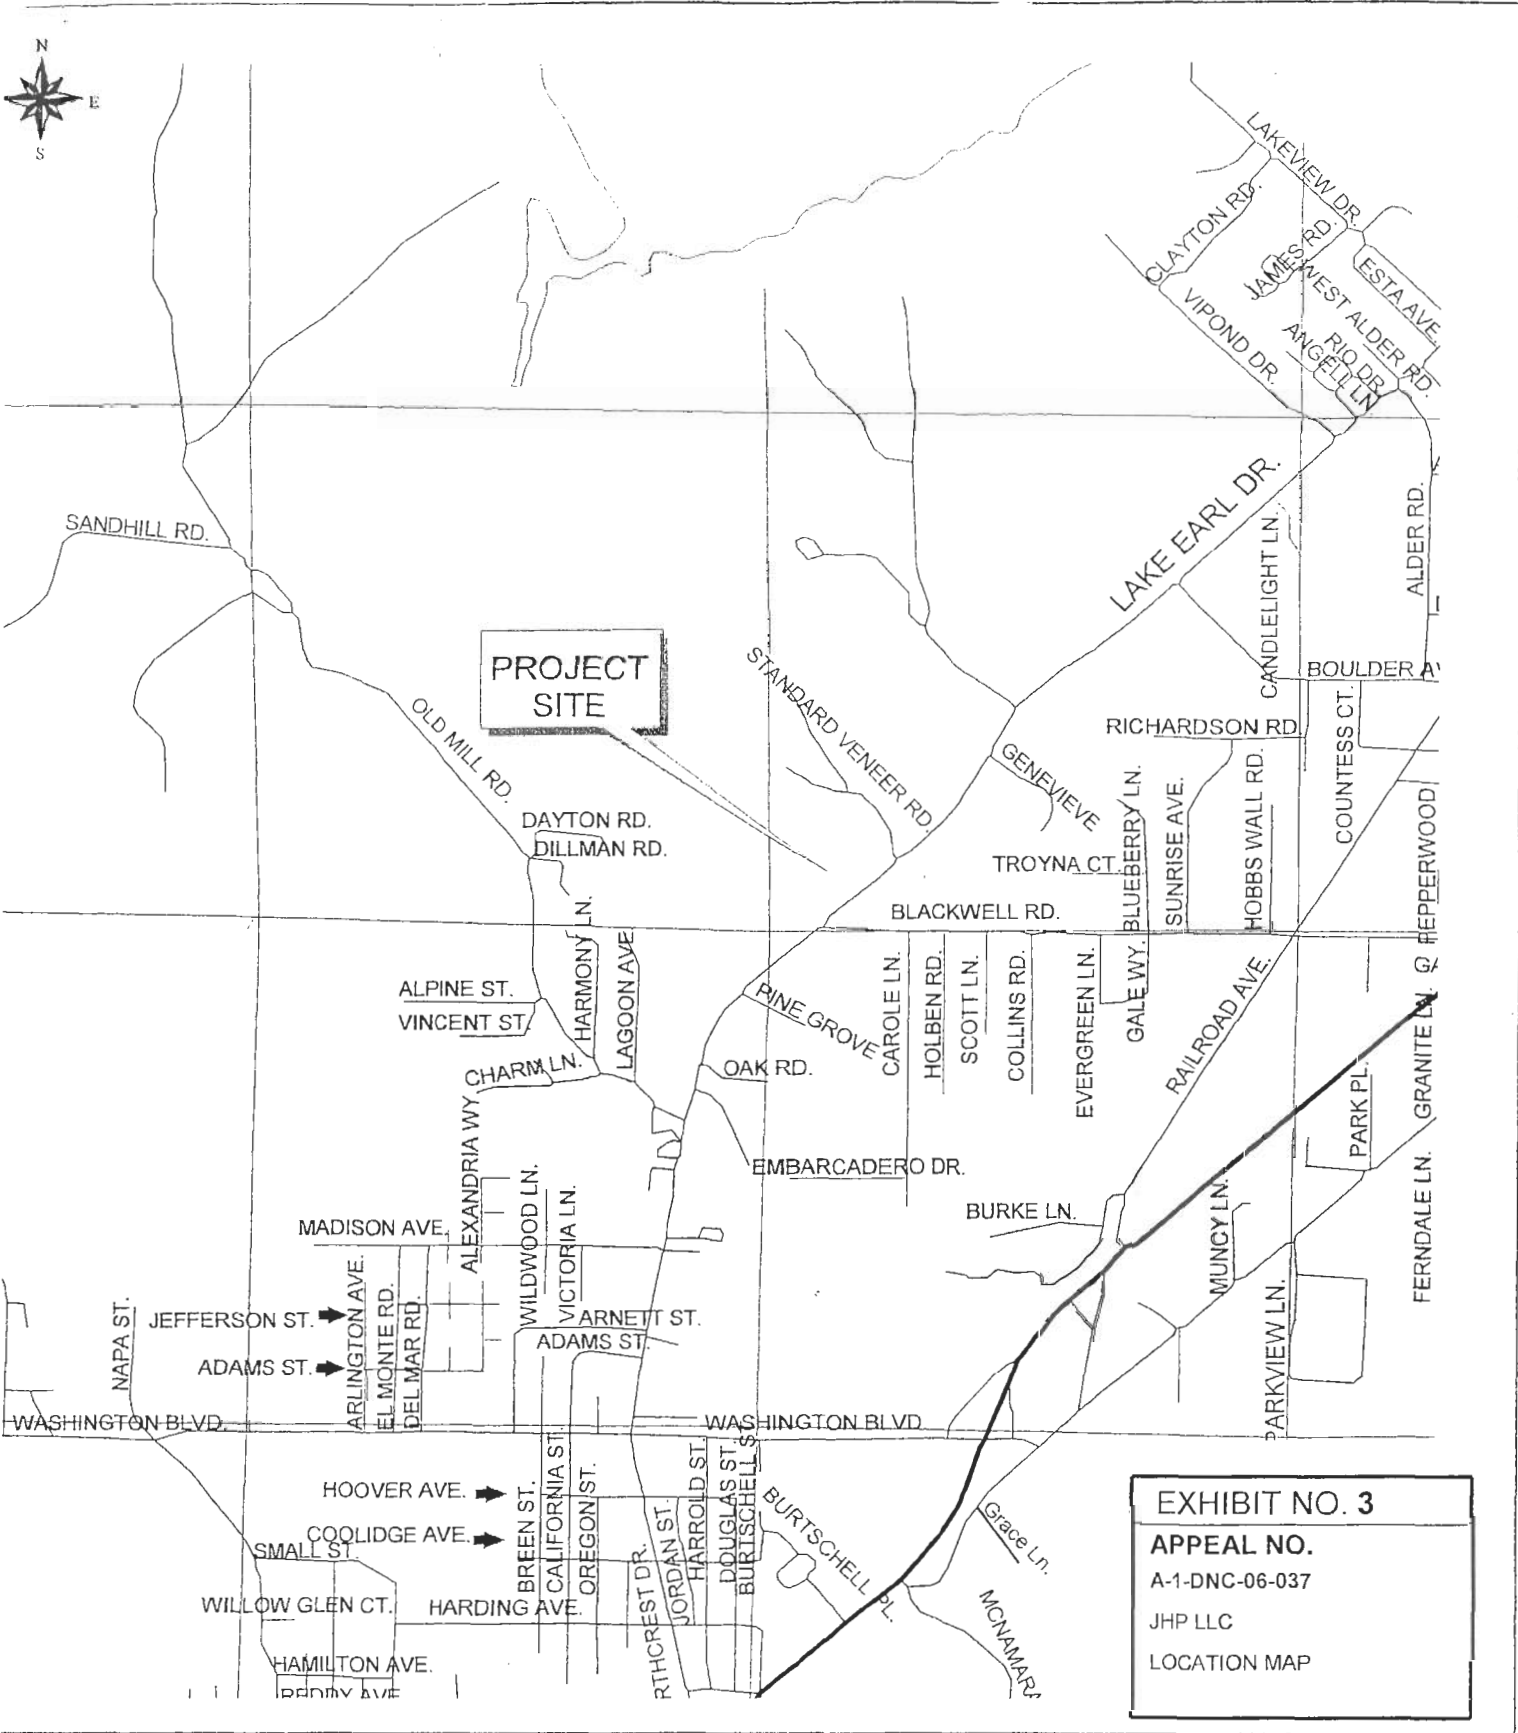 N
E
S
LAKEVIEW DR.
CLAYTON RD.
JAMES RD.
WEST ALDER RD.
ESTA AVE.
VIPOND DR.
RIO DR.
ANGELL LN
LAKE EARL DR.
SANDHILL RD.
CANDLELIGHT LN.
ALDER RD.
PROJECT
SITE
STANDARD VENEER RD.
BOULDER
OLD MILL RD.
RICHARDSON RD.
COUNTESS CT.
GENEVIEVE
DAYTON RD.
DILLMAN RD.
TROYNA CT.
BLUEBERRY LN.
SUNRISE AVE.
HOBBS WALL RD.
PEPPERWOOD
BLACKWELL RD.
HARMONY LN.
LAGOON AVE
ALPINE ST.
VINCENT ST.
PINE GROVE
CAROLE LN.
HOLBEN RD.
SCOTT LN.
COLLINS RD.
EVERGREEN LN.
GALE WY.
RAILROAD AVE.
GRANITE LN.
CHARM LN.
OAK RD.
PARK PL.
ALEXANDRIA WY.
EMBARCADERO DR.
WILDWOOD LN.
VICTORIA LN.
BURKE LN.
MUNCY LN.
FERNDALE LN.
MADISON AVE.
NAPA ST.
JEFFERSON ST.
ARLINGTON AVE.
EL MONTE RD.
DEL MAR RD.
ARNETT ST.
ADAMS ST.
ADAMS ST.
PARKVIEW LN.
WASHINGTON BLVD.
WASHINGTON BLVD
HOOVER AVE.
COOLIDGE AVE.
BREEN ST.
CALIFORNIA ST.
OREGON ST.
RTHCREST DR.
JORDAN ST.
HARROLD ST.
DOUGLAS ST.
BURTSCHELL ST.
BURTSCHELL PL.
Grace Ln.
MCNAMARA
SMALL ST.
WILLOW GLEN CT.
HARDING AVE.
HAMILTON AVE.
REDDY AVE
EXHIBIT NO. 3
APPEAL NO.
A-1-DNC-06-037
JHP LLC
LOCATION MAP